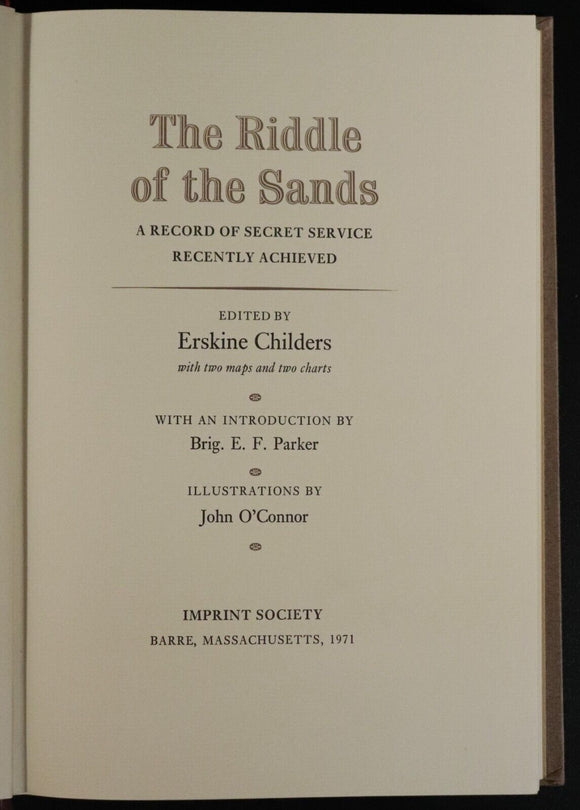 The Riddle
of the Sands
A RECORD OF SECRET SERVICE
RECENTLY ACHIEVED
EDITED BY
Erskine Childers
with two maps and two charts
WITH AN INTRODUCTION BY
Brig. E. F. Parker
ILLUSTRATIONS BY
John O'Connor
IMPRINT SOCIETY
BARRE, MASSACHUSETTS, 1971